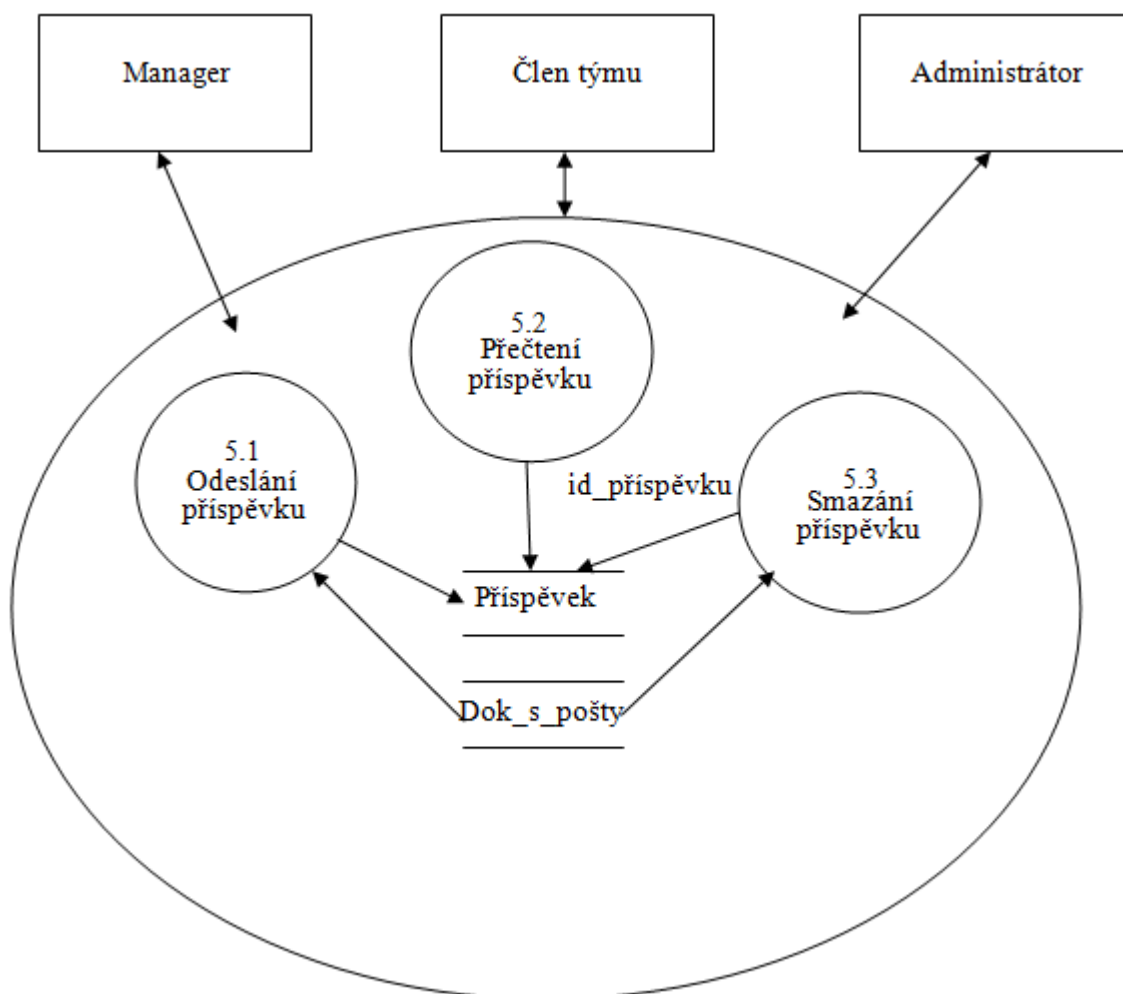 Manager
Člen týmu
Administrátor
5.2
Přečtení
příspěvku
5.1
Odeslání
příspěvku
id_příspěvku
5.3
Smazání
příspěvku
Příspěvek
Dok_s_pošty